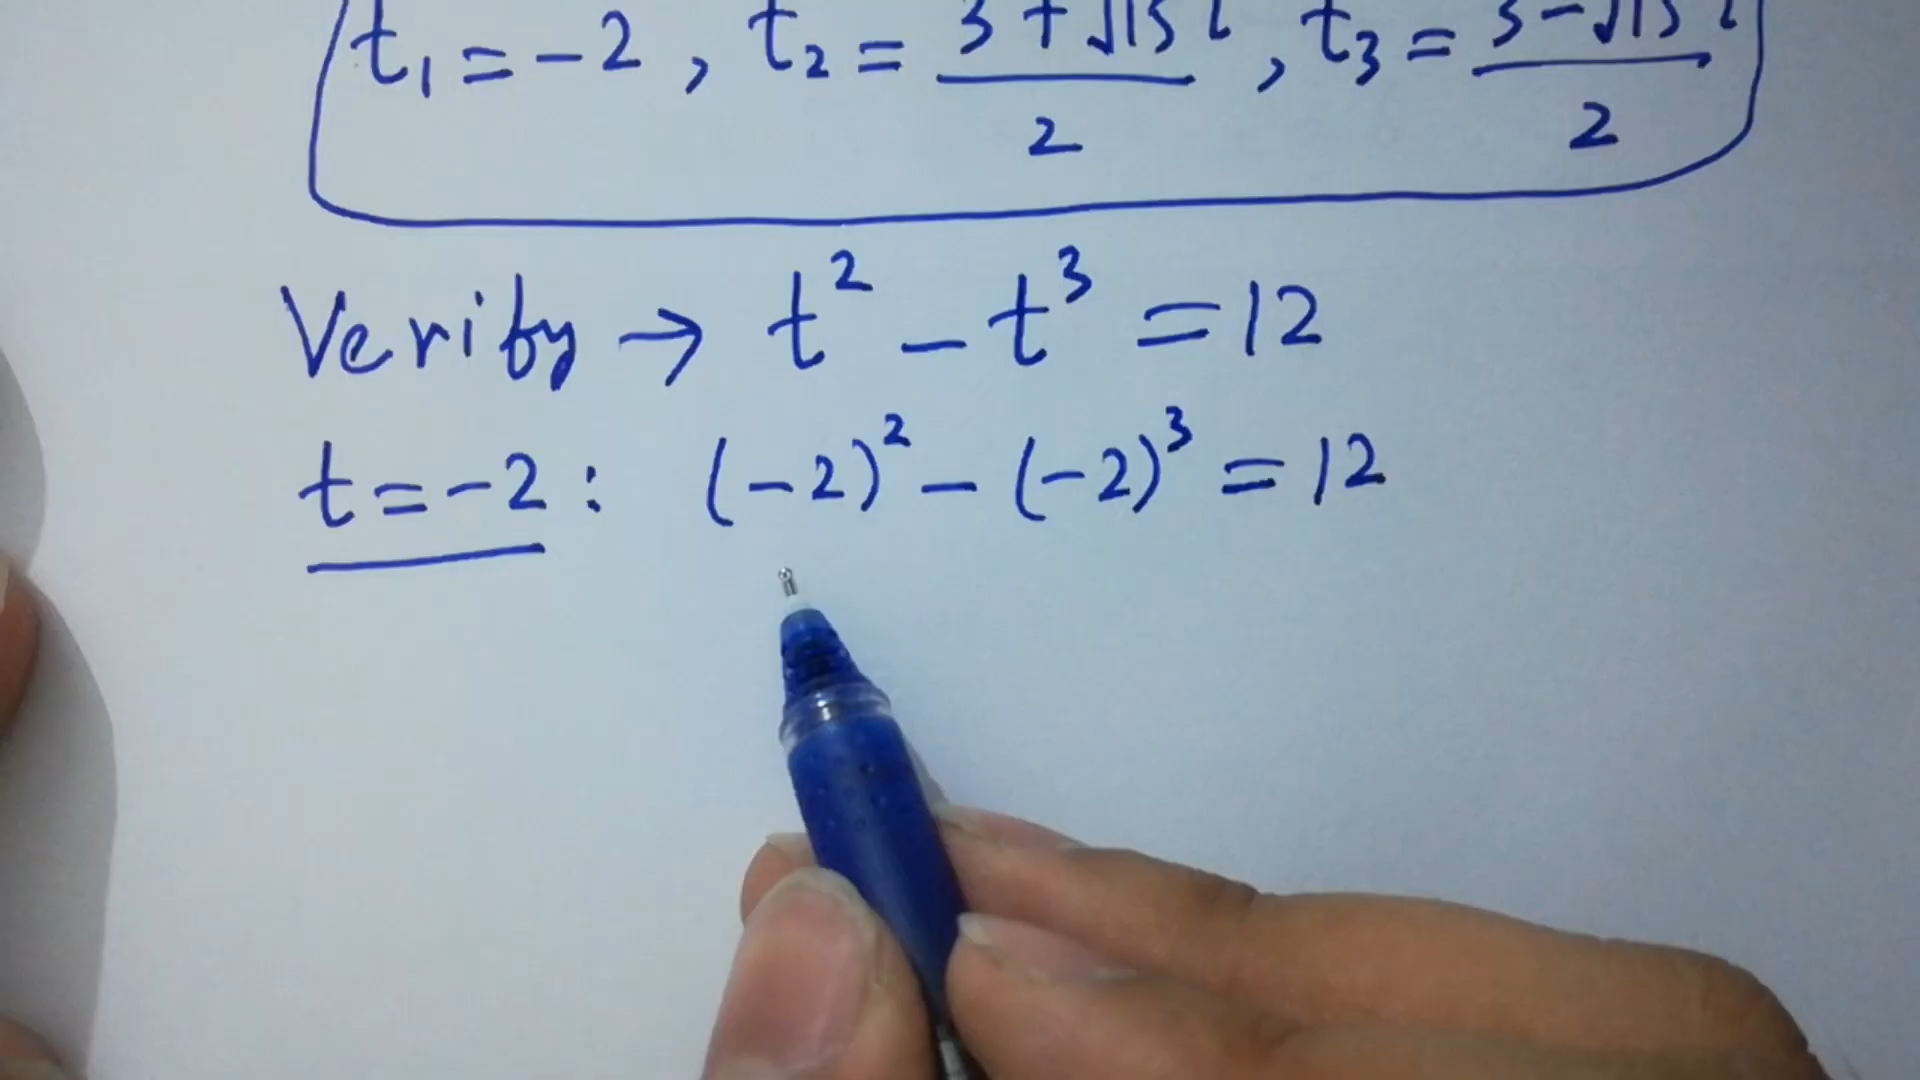 t₁ = -2 , t₂ = (3 + √15 i)/2 , t₃ = (3 - √15 i)/2
Verify → t² - t³ = 12
t = -2 : (-2)² - (-2)³ = 12